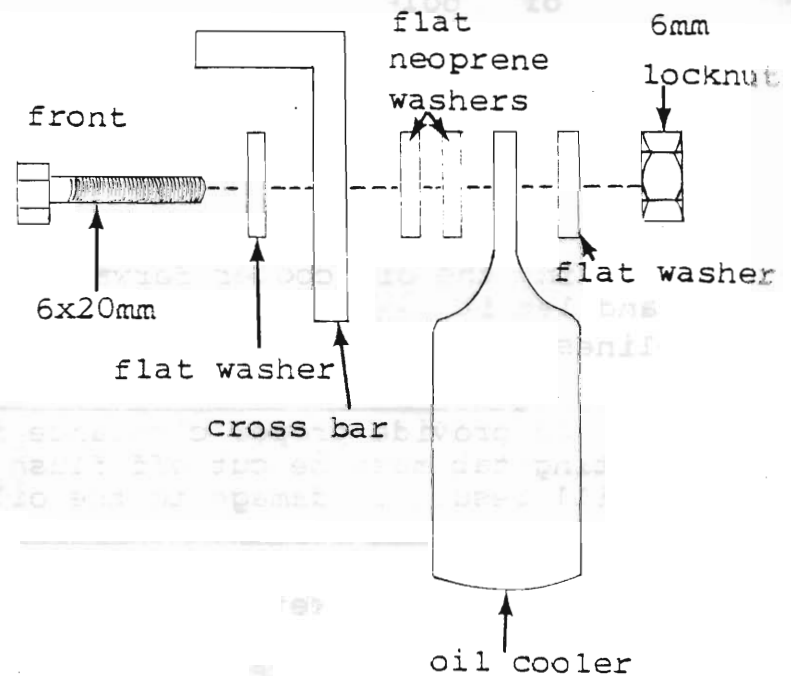 flat
neoprene
washers
6mm
locknut
front
6x20mm
flat washer
flat washer
cross bar
oil cooler